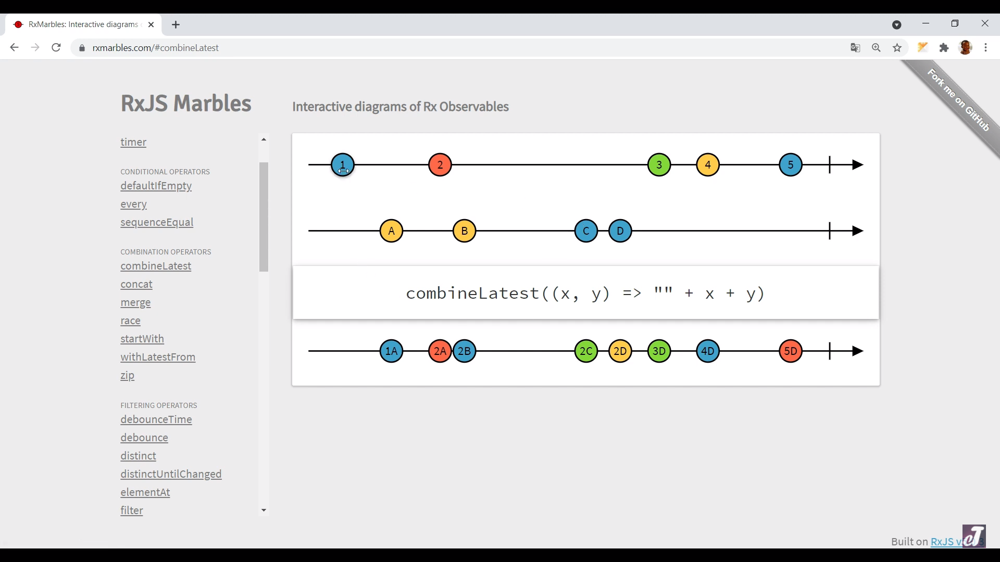 RxMarbles: Interactive diagrams
rxmarbles.com/#combineLatest
Fork me on GitHub
RxJS Marbles
Interactive diagrams of Rx Observables
timer
CONDITIONAL OPERATORS
defaultIfEmpty
every
sequenceEqual
COMBINATION OPERATORS
combineLatest
concat
merge
race
startWith
withLatestFrom
zip
FILTERING OPERATORS
debounceTime
debounce
distinct
distinctUntilChanged
elementAt
filter
1 2 3 4 5
A B C D
combineLatest((x, y) => "" + x + y)
1A 2A 2B 2C 2D 3D 4D 5D
Built on RxJS